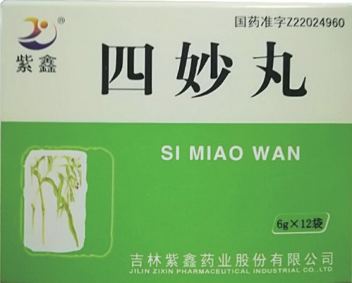 国药准字Z22024960
紫鑫®
四妙丸
SI MIAO WAN
6g×12袋
吉林紫鑫药业股份有限公司
JILIN ZIXIN PHARMACEUTICAL INDUSTRIAL CO.,LTD.